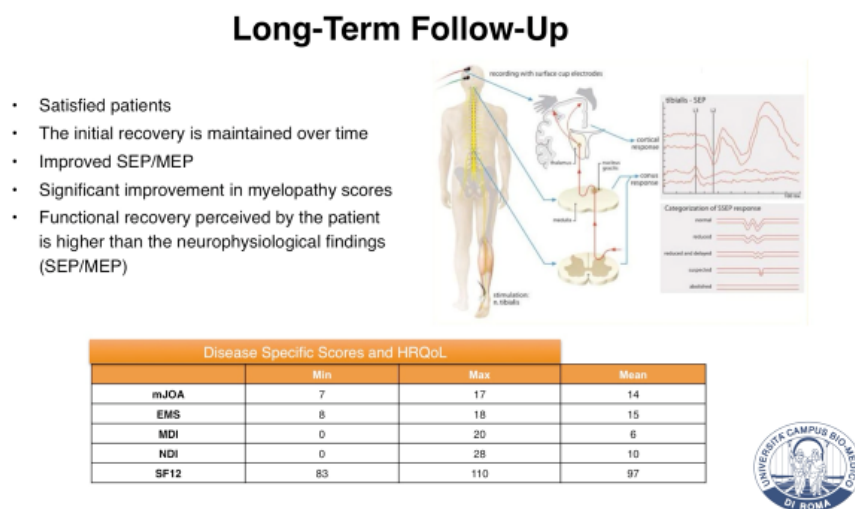 Long-Term Follow-Up
• Satisfied patients
• The initial recovery is maintained over time
• Improved SEP/MEP
• Significant improvement in myelopathy scores
• Functional recovery perceived by the patient
is higher than the neurophysiological findings
(SEP/MEP)
recording with surface cup electrodes
thalamus
nucleus
gracilis
medulla
cortical
response
conus
response
stimulation:
n. tibialis
tibialis - SEP
L1
L2
Categorization of SSEP response
normal
reduced
reduced and delayed
suspected
abolished
Disease Specific Scores and HRQoL
Min Max Mean
mJOA 7 17 14
EMS 8 18 15
MDI 0 20 6
NDI 0 28 10
SF12 83 110 97
UNIVERSITA' CAMPUS BIO-MEDICO
DI ROMA